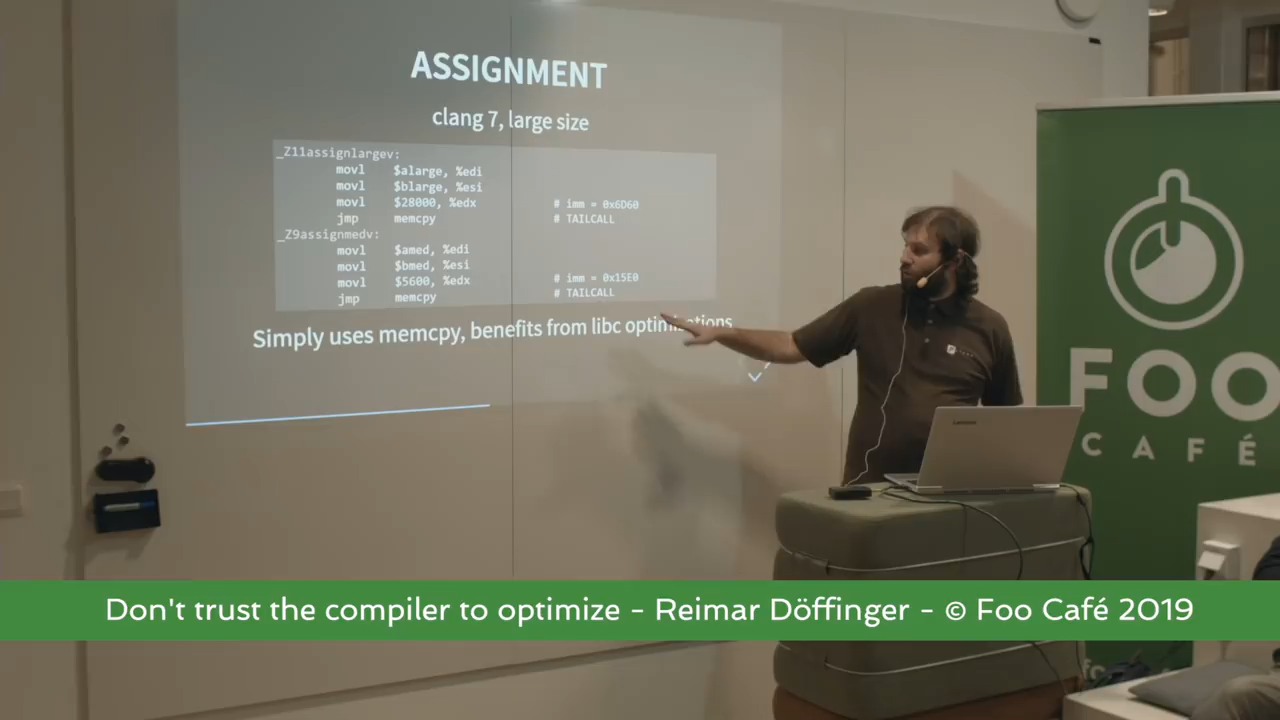 ASSIGNMENT
clang 7, large size
_Z11assignlargev:
movl $alarge, %edi
movl $blarge, %esi
movl $28000, %edx # imm = 0x6D60
jmp memcpy # TAILCALL
_Z9assignmedv:
movl $amed, %edi
movl $bmed, %esi
movl $5600, %edx # imm = 0x15E0
jmp memcpy # TAILCALL
Simply uses memcpy, benefits from libc optimizations
FOO
CAFÉ
Don't trust the compiler to optimize - Reimar Döffinger - © Foo Café 2019